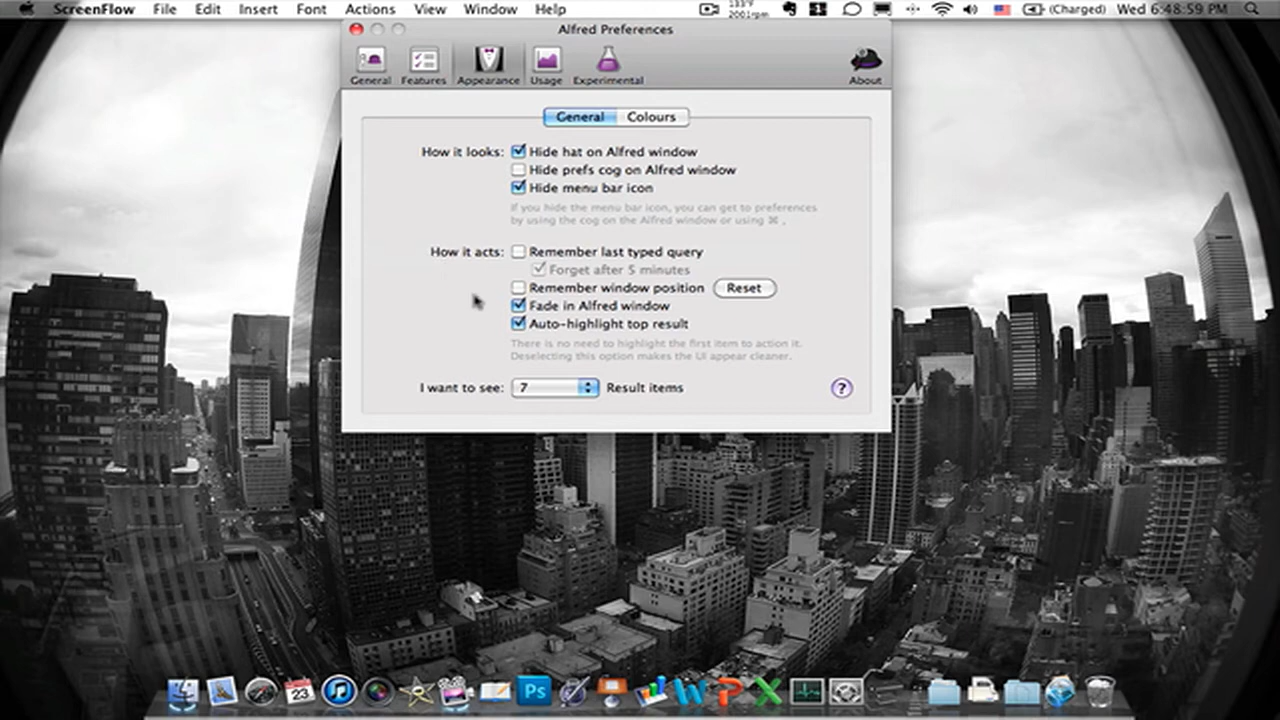 ScreenFlow File Edit Insert Font Actions View Window Help 133°F 2001rpm (Charged) Wed 6:48:59 PM
Alfred Preferences
General Features Appearance Usage Experimental About
General Colours
How it looks: Hide hat on Alfred window
Hide prefs cog on Alfred window
Hide menu bar icon
If you hide the menu bar icon, you can get to preferences
by using the cog on the Alfred window or using ⌘ ,
How it acts: Remember last typed query
Forget after 5 minutes
Remember window position Reset
Fade in Alfred window
Auto-highlight top result
There is no need to highlight the first item to action it.
Deselecting this option makes the UI appear cleaner.
I want to see: 7 Result items ?
23 Ps W P X